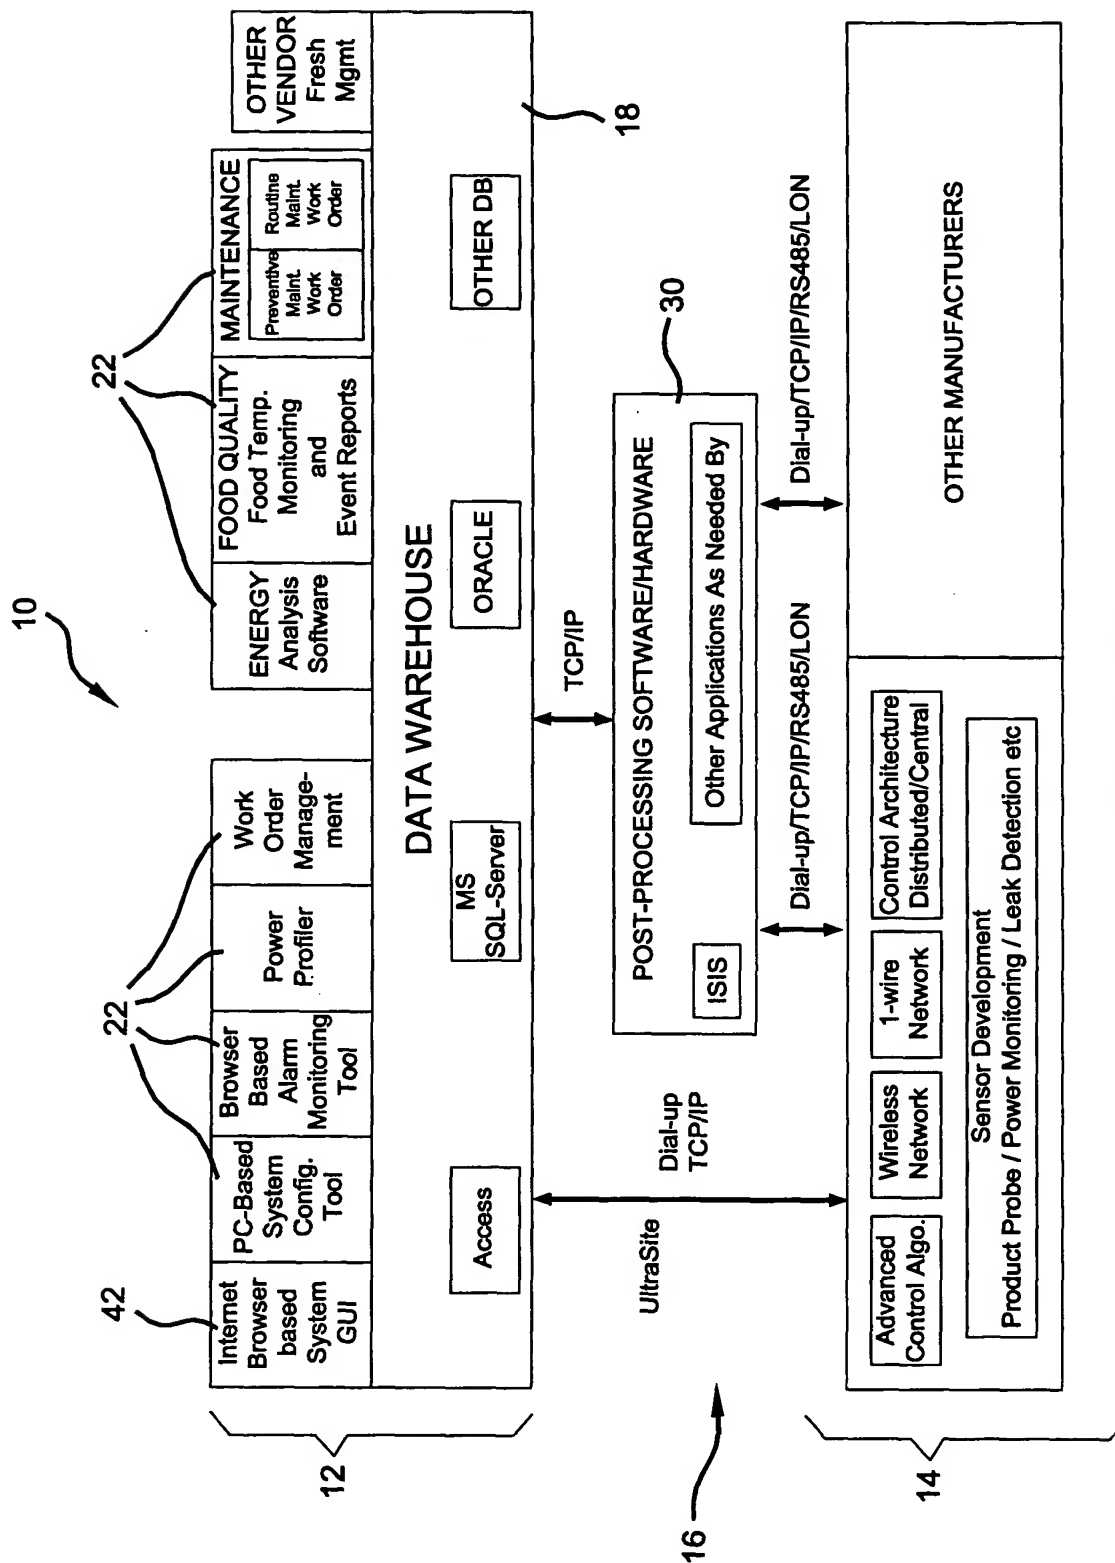 10
42
22
22
Internet
Browser
based
System
GUI
PC-Based
System
Config.
Tool
Browser
Based
Alarm
Monitoring
Tool
Power
Profiler
Work
Order
Manage-
ment
ENERGY
Analysis
Software
FOOD QUALITY
Food Temp.
Monitoring
and
Event Reports
MAINTENANCE
Preventive
Maint.
Work
Order
Routine
Maint.
Work
Order
OTHER
VENDOR
Fresh
Mgmt
12
DATA WAREHOUSE
Access
MS
SQL-Server
ORACLE
OTHER DB
18
TCP/IP
UltraSite
Dial-up
TCP/IP
POST-PROCESSING SOFTWARE/HARDWARE
ISIS
Other Applications As Needed By
30
16
Dial-up/TCP/IP/RS485/LON
Dial-up/TCP/IP/RS485/LON
14
Advanced
Control Algo.
Wireless
Network
1-wire
Network
Control Architecture
Distributed/Central
Sensor Development
Product Probe / Power Monitoring / Leak Detection etc
OTHER MANUFACTURERS